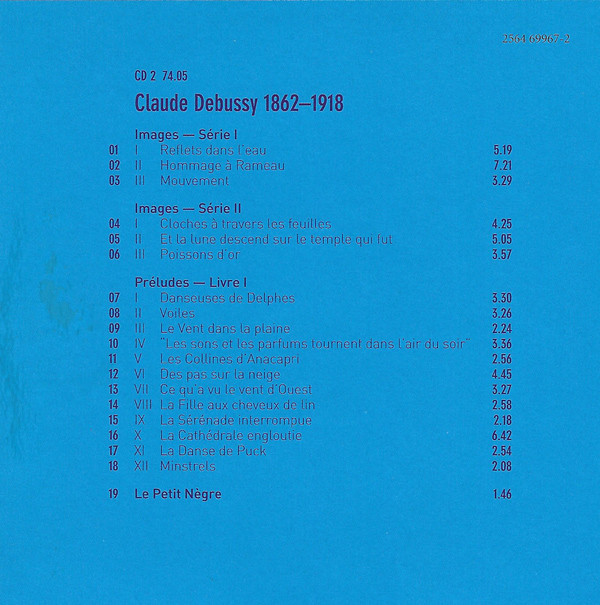 2564 69967-2
CD 2 74.05
Claude Debussy 1862–1918
Images — Série I
01 I Reflets dans l'eau 5.19
02 II Hommage à Rameau 7.21
03 III Mouvement 3.29
Images — Série II
04 I Cloches à travers les feuilles 4.25
05 II Et la lune descend sur le temple qui fut 5.05
06 III Poissons d'or 3.57
Préludes — Livre I
07 I Danseuses de Delphes 3.30
08 II Voiles 3.26
09 III Le Vent dans la plaine 2.24
10 IV "Les sons et les parfums tournent dans l'air du soir" 3.36
11 V Les Collines d'Anacapri 2.56
12 VI Des pas sur la neige 4.45
13 VII Ce qu'a vu le vent d'Ouest 3.27
14 VIII La Fille aux cheveux de lin 2.58
15 IX La Sérénade interrompue 2.18
16 X La Cathédrale engloutie 6.42
17 XI La Danse de Puck 2.54
18 XII Minstrels 2.08
19 Le Petit Nègre 1.46